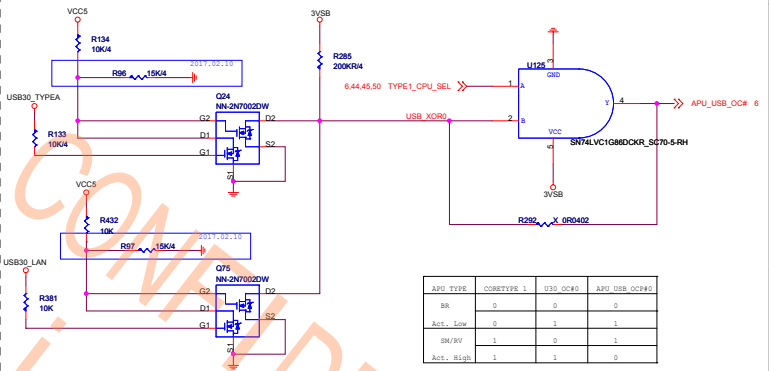 VCC5
R134
10K/4
2017.02.10
R96
15K/4
USB30_TYPEA
R133
10K/4
Q24
NN-2N7002DW
G2
D2
D1
S2
G1
S1
3VSB
R285
200KR/4
6,44,45,50 TYPE1_CPU_SEL
USB_XOR0
U125
3
GND
1
A
2
B
Y
4
VCC
5
SN74LVC1G86DCKR_SC70-5-RH
APU_USB_OC# 6
3VSB
R292
X_0R0402
VCC5
R432
10K
2017.02.10
R97
15K/4
USB30_LAN
R381
10K
Q75
NN-2N7002DW
G2
D2
D1
S2
G1
S1
APU TYPE CORETYPE 1 U30_OC#0 APU_USB_OCP#0
BR 0 0 0
Act. Low 0 1 1
SM/RV 1 0 1
Act. High 1 1 0